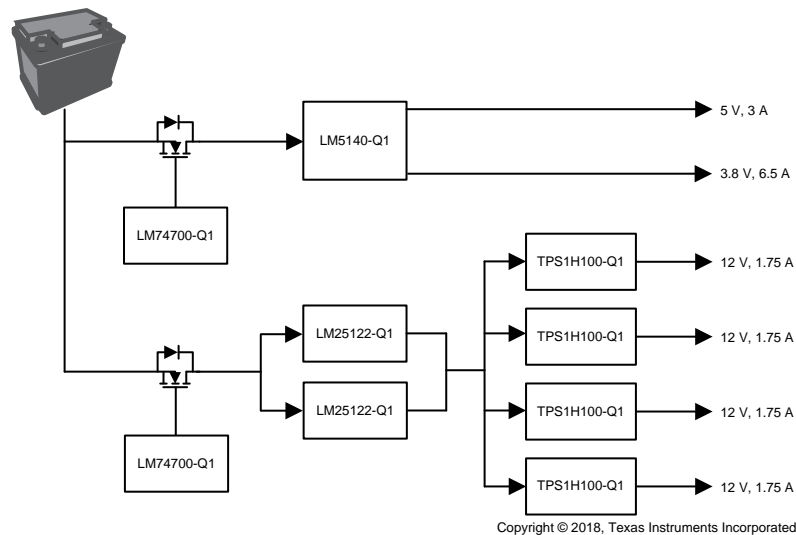 5 V, 3 A
LM5140-Q1
3.8 V, 6.5 A
LM74700-Q1
TPS1H100-Q1
12 V, 1.75 A
LM25122-Q1
TPS1H100-Q1
12 V, 1.75 A
LM25122-Q1
TPS1H100-Q1
12 V, 1.75 A
LM74700-Q1
TPS1H100-Q1
12 V, 1.75 A
Copyright © 2018, Texas Instruments Incorporated